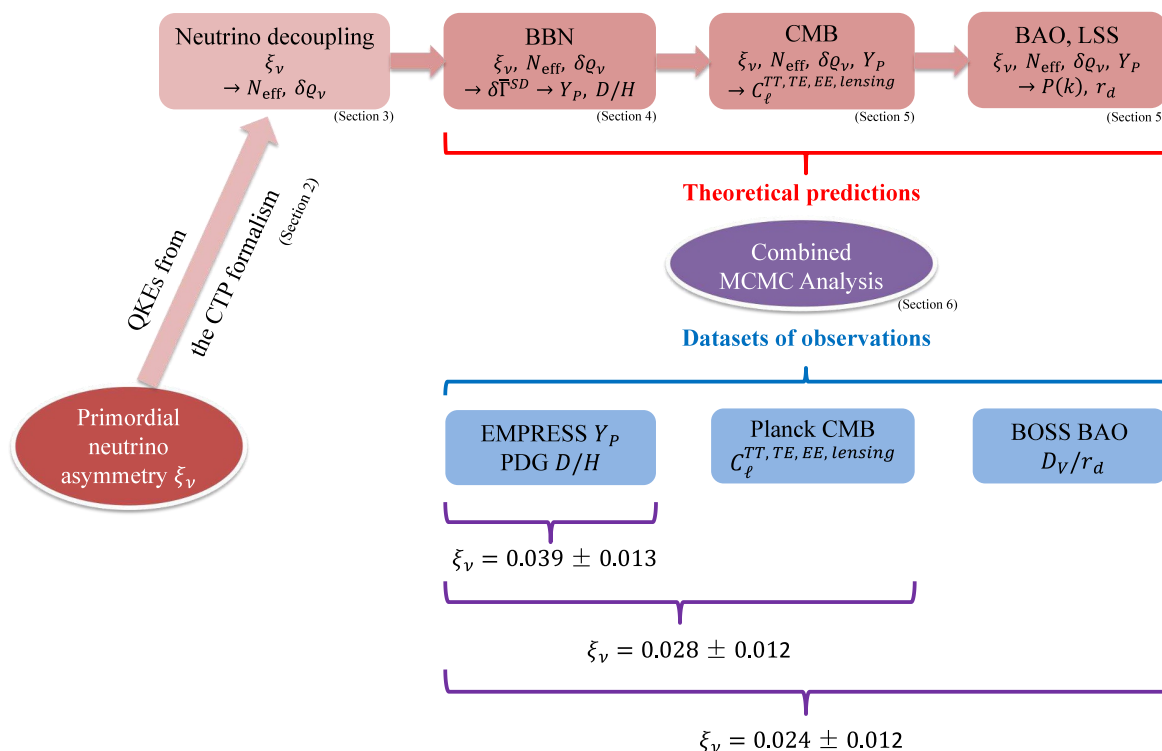 Neutrino decoupling
ξ_ν
→ N_eff, δϱ_ν
(Section 3)
BBN
ξ_ν, N_eff, δϱ_ν
→ δΓ̄^SD → Y_P, D/H
(Section 4)
CMB
ξ_ν, N_eff, δϱ_ν, Y_P
→ C_ℓ^{TT, TE, EE, lensing}
(Section 5)
BAO, LSS
ξ_ν, N_eff, δϱ_ν, Y_P
→ P(k), r_d
(Section 5)
QKEs from
the CTP formalism
(Section 2)
Theoretical predictions
Combined
MCMC Analysis
(Section 6)
Datasets of observations
Primordial
neutrino
asymmetry ξ_ν
EMPRESS Y_P
PDG D/H
Planck CMB
C_ℓ^{TT, TE, EE, lensing}
BOSS BAO
D_V/r_d
ξ_ν = 0.039 ± 0.013
ξ_ν = 0.028 ± 0.012
ξ_ν = 0.024 ± 0.012